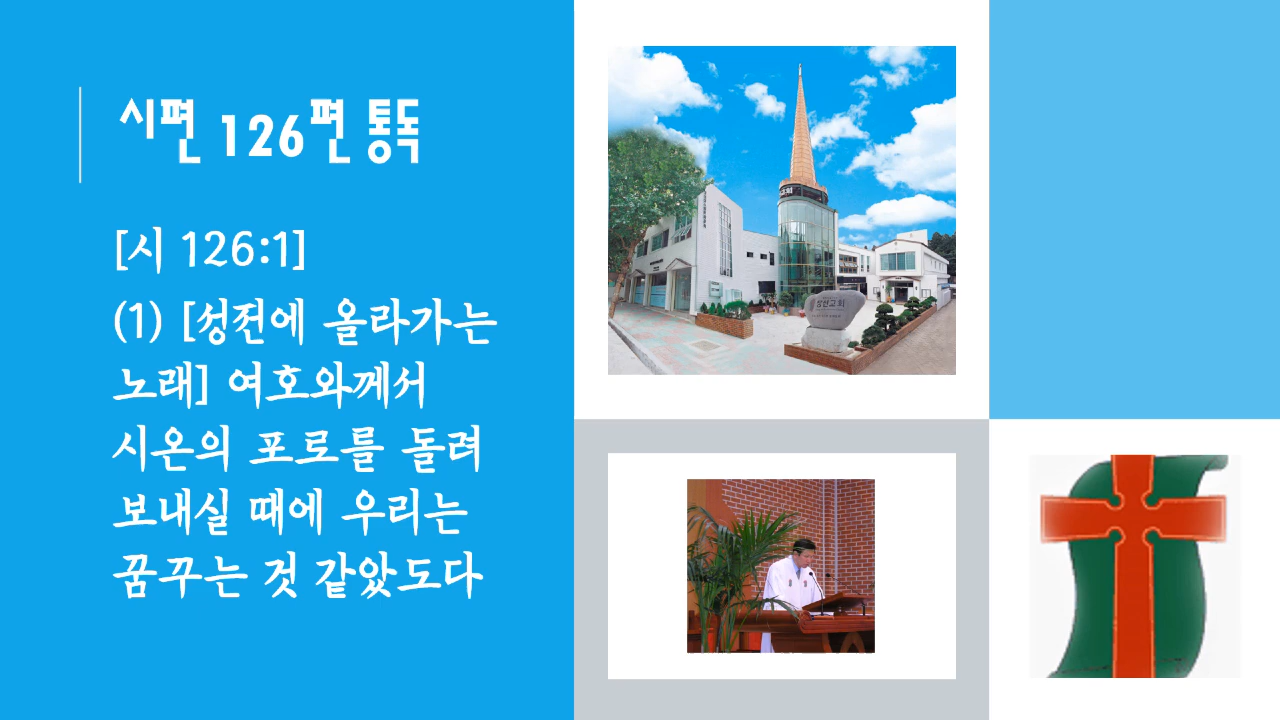 시편 126편 통독
[시 126:1]
(1) [성전에 올라가는
노래] 여호와께서
시온의 포로를 돌려
보내실 때에 우리는
꿈꾸는 것 같았도다